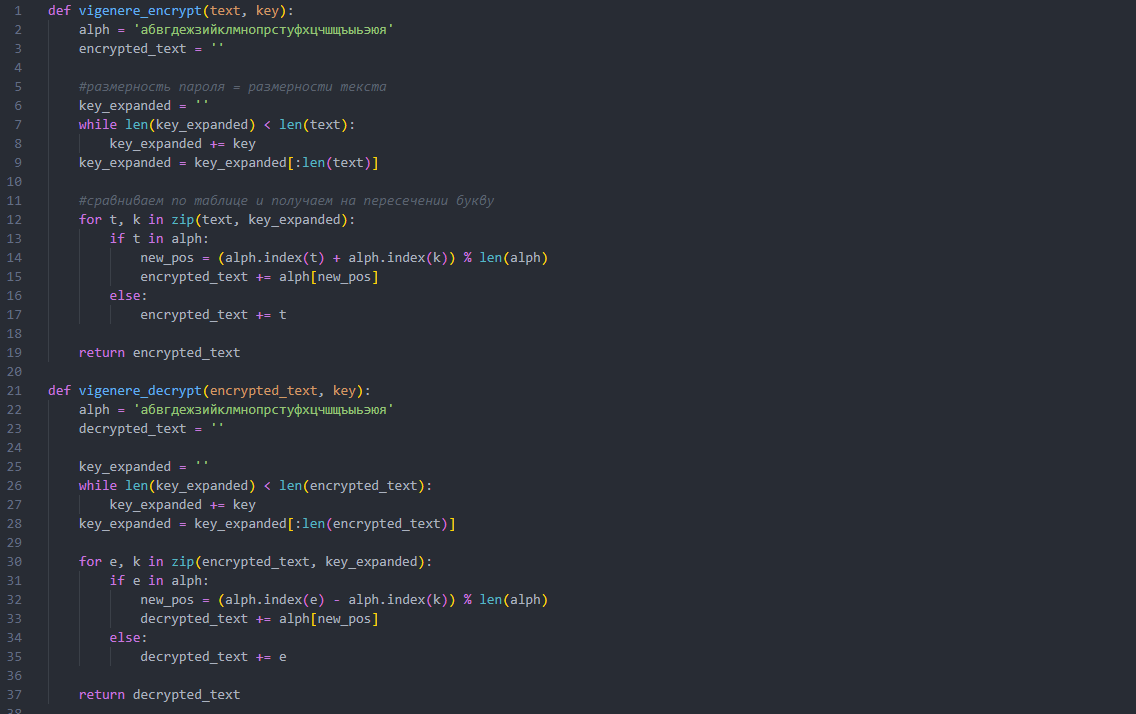 1 def vigenere_encrypt(text, key):
2     alph = 'абвгдежзийклмнопрстуфхцчшщъыьэюя'
3     encrypted_text = ''
4
5     #размерность пароля = размерности текста
6     key_expanded = ''
7     while len(key_expanded) < len(text):
8         key_expanded += key
9     key_expanded = key_expanded[:len(text)]
10
11     #сравниваем по таблице и получаем на пересечении букву
12     for t, k in zip(text, key_expanded):
13         if t in alph:
14             new_pos = (alph.index(t) + alph.index(k)) % len(alph)
15             encrypted_text += alph[new_pos]
16         else:
17             encrypted_text += t
18
19     return encrypted_text
20
21 def vigenere_decrypt(encrypted_text, key):
22     alph = 'абвгдежзийклмнопрстуфхцчшщъыьэюя'
23     decrypted_text = ''
24
25     key_expanded = ''
26     while len(key_expanded) < len(encrypted_text):
27         key_expanded += key
28     key_expanded = key_expanded[:len(encrypted_text)]
29
30     for e, k in zip(encrypted_text, key_expanded):
31         if e in alph:
32             new_pos = (alph.index(e) - alph.index(k)) % len(alph)
33             decrypted_text += alph[new_pos]
34         else:
35             decrypted_text += e
36
37     return decrypted_text
38